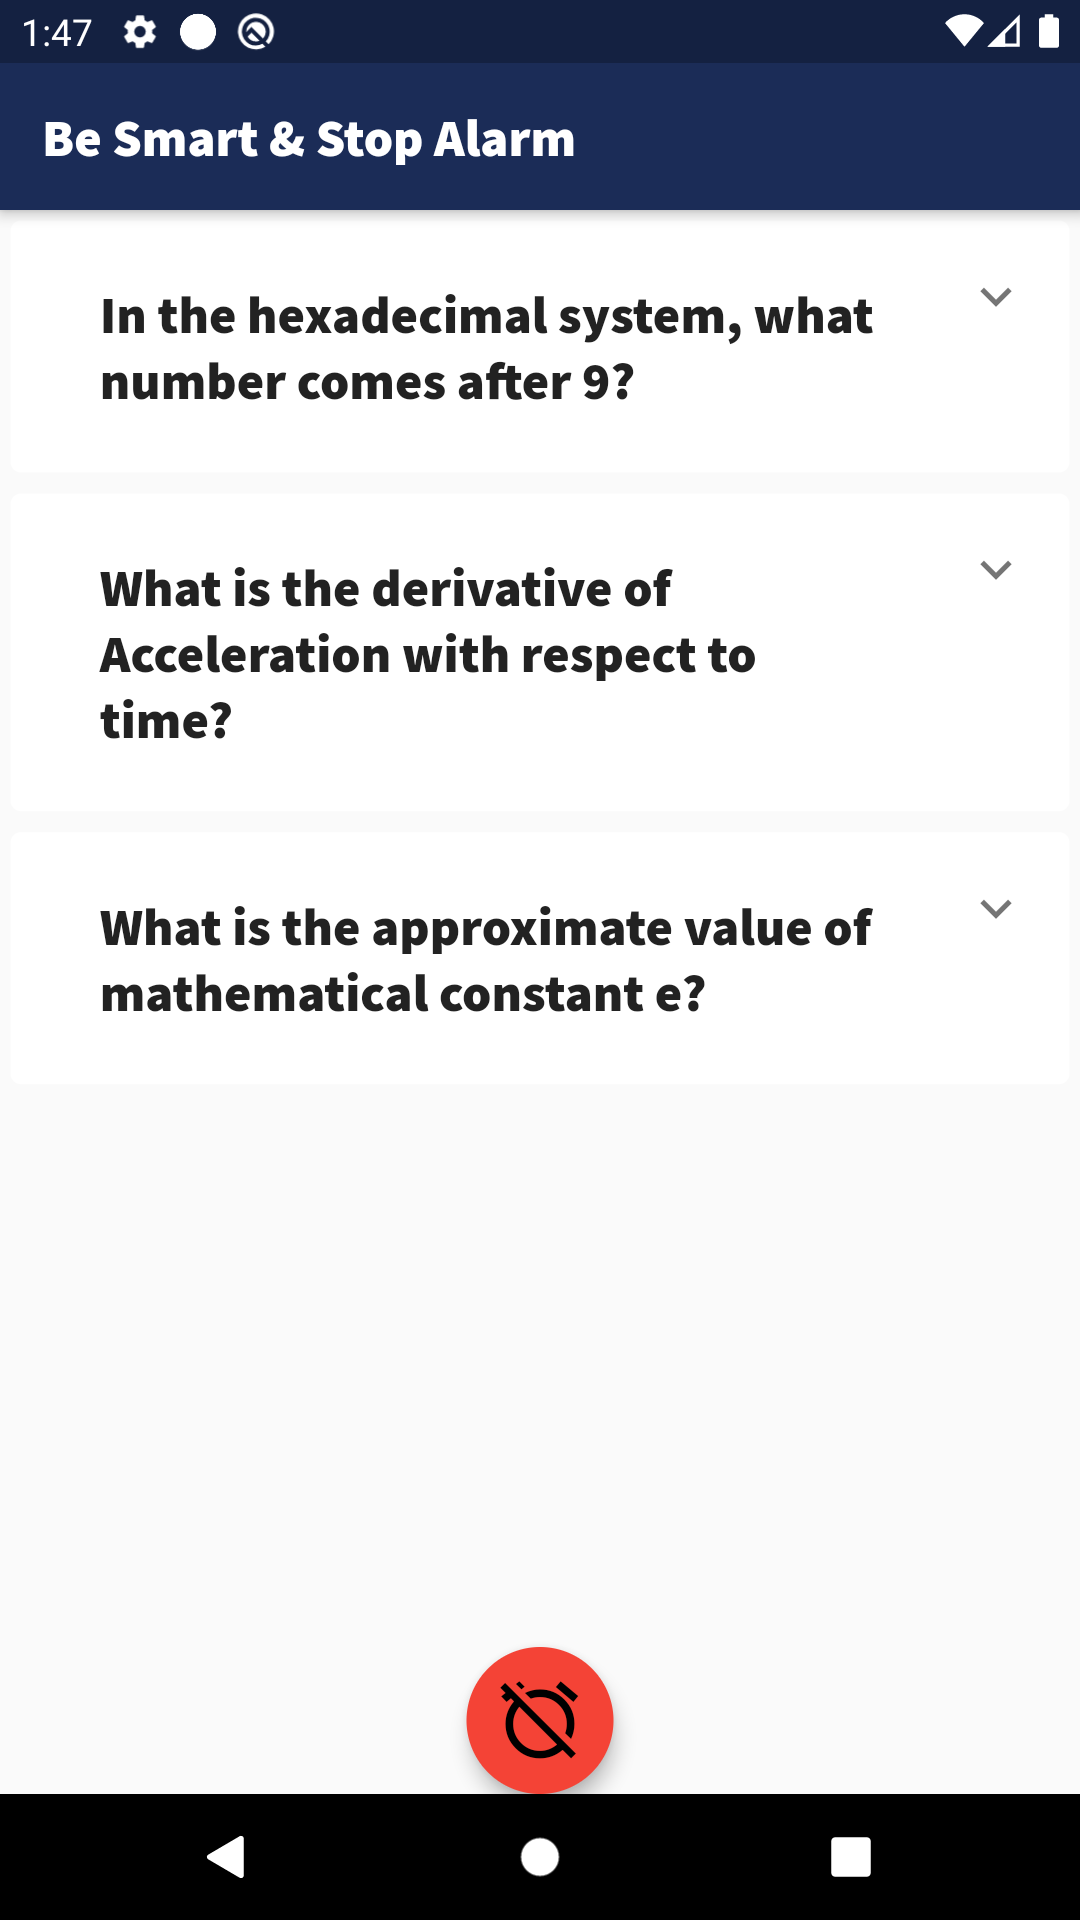 1:47
Be Smart & Stop Alarm
In the hexadecimal system, what
number comes after 9?
What is the derivative of
Acceleration with respect to
time?
What is the approximate value of
mathematical constant e?